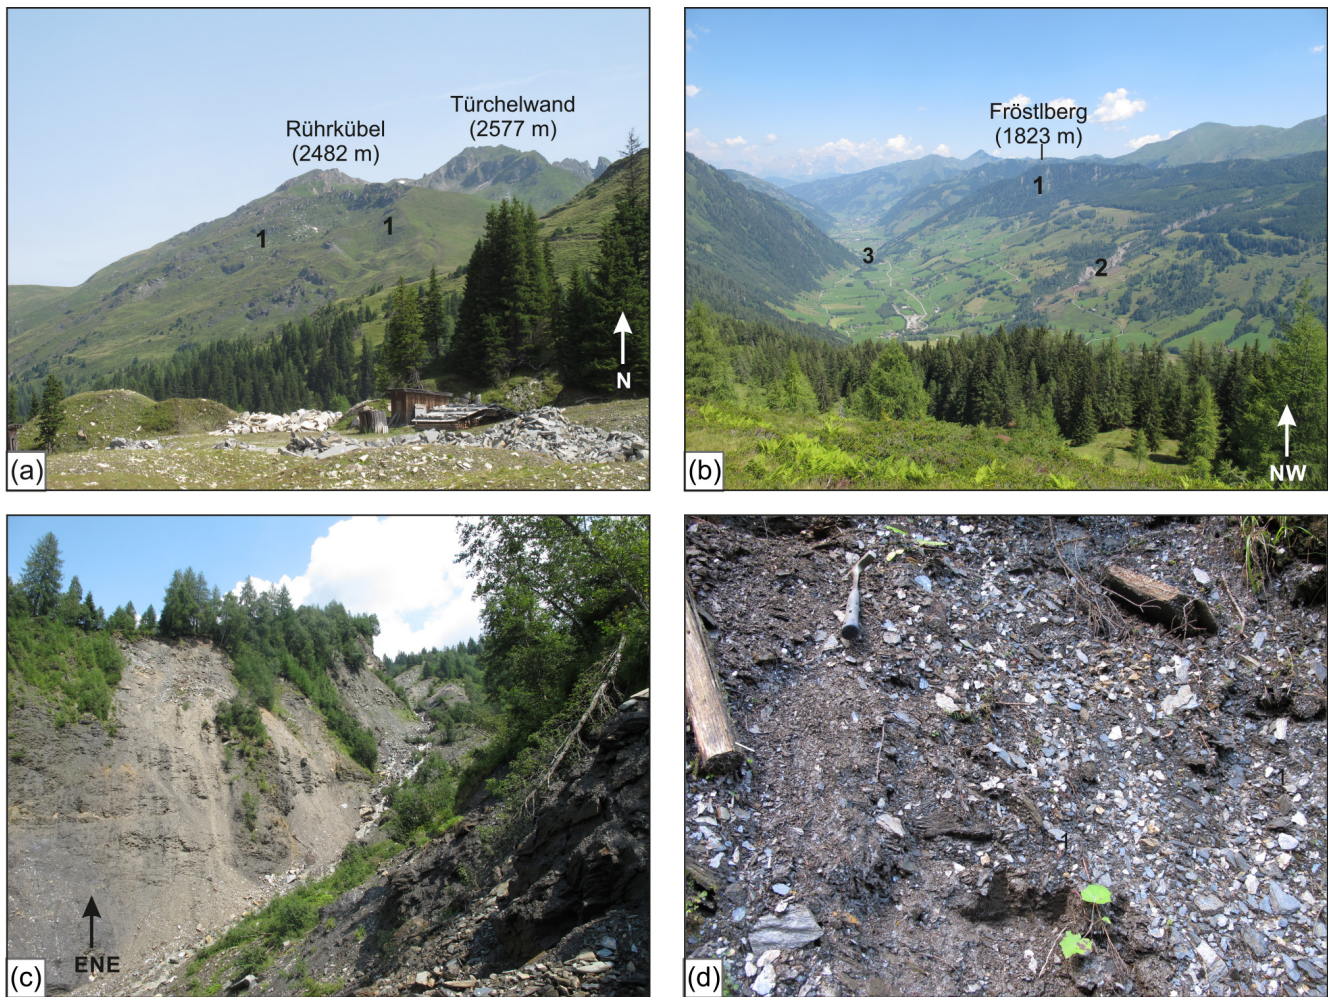 Rührkübel
(2482 m)
Türchelwand
(2577 m)
1
1
N
(a)
Fröstlberg
(1823 m)
1
2
3
NW
(b)
ENE
(c)
(d)